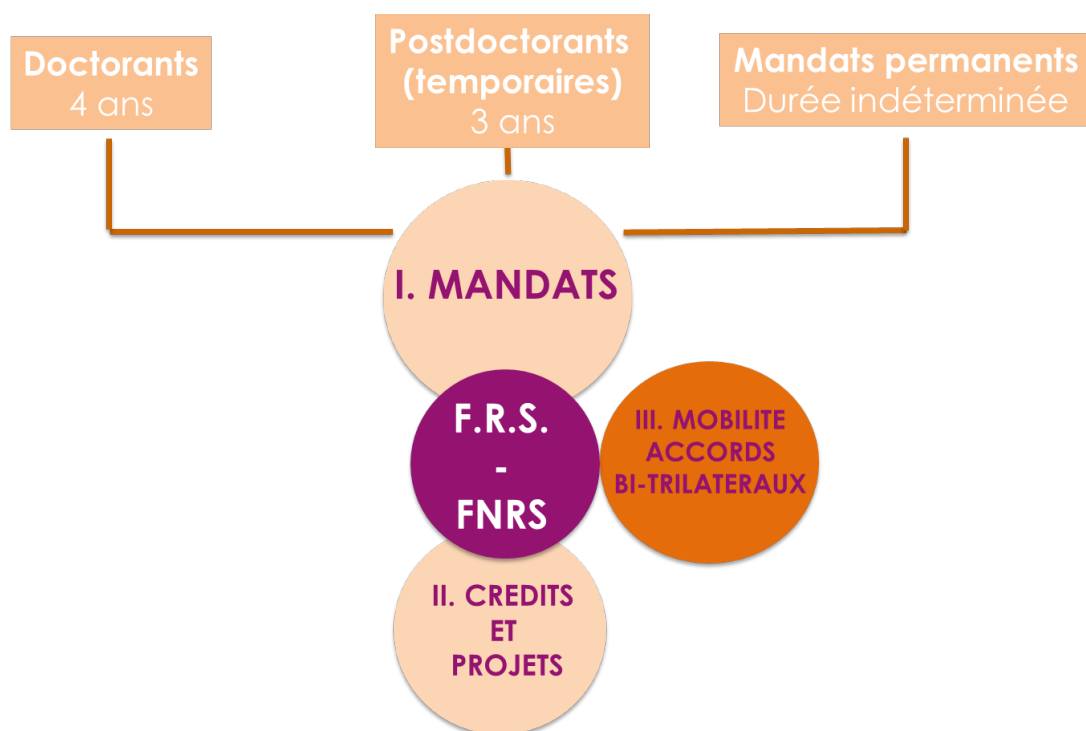 Doctorants
4 ans
Postdoctorants
(temporaires)
3 ans
Mandats permanents
Durée indéterminée
I. MANDATS
F.R.S.
-
FNRS
III. MOBILITE
ACCORDS
BI-TRILATERAUX
II. CREDITS
ET
PROJETS